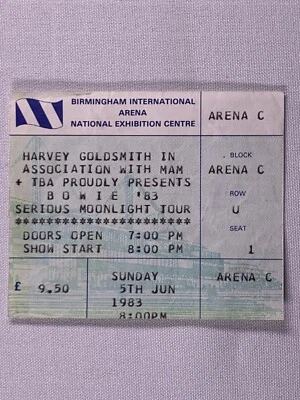 BIRMINGHAM INTERNATIONAL
ARENA
NATIONAL EXHIBITION CENTRE
ARENA C
HARVEY GOLDSMITH IN
ASSOCIATION WITH MAM
+ TBA PROUDLY PRESENTS
B O W I E '83
SERIOUS MOONLIGHT TOUR
DOORS OPEN 7:00 PM
SHOW START 8:00 PM
BLOCK
ARENA C
ROW
U
SEAT
1
£ 9.50
SUNDAY
5TH JUN
1983
8:00PM
ARENA C